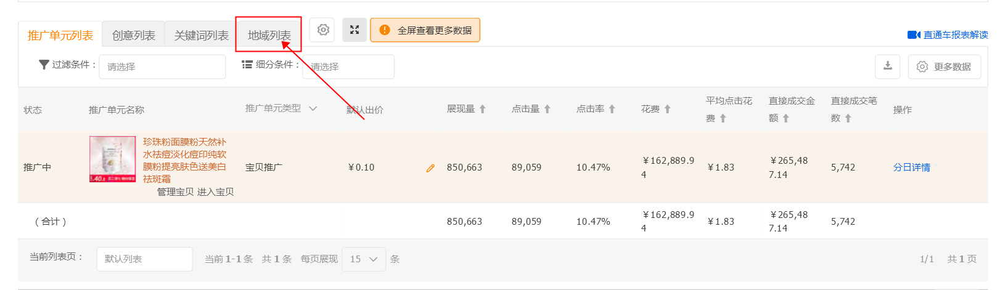 推广单元列表 创意列表 关键词列表 地域列表 全屏查看更多数据 直通车报表解读
过滤条件： 请选择 细分条件： 请选择 更多数据
状态 推广单元名称 推广单元类型 默认出价 展现量 点击量 点击率 花费 平均点击花费 直接成交金额 直接成交笔数 操作
珍珠粉面膜粉天然补
水祛痘淡化痘印纯软
膜粉提亮肤色送美白
祛斑霜
管理宝贝 进入宝贝
推广中 宝贝推广 ￥0.10 850,663 89,059 10.47% ￥162,889.94 ￥1.83 ￥265,487.14 5,742 分日详情
（合计） 850,663 89,059 10.47% ￥162,889.94 ￥1.83 ￥265,487.14 5,742
当前列表页： 默认列表 当前 1-1 条 共 1 条 每页展现 15 条 1/1 共 1 页